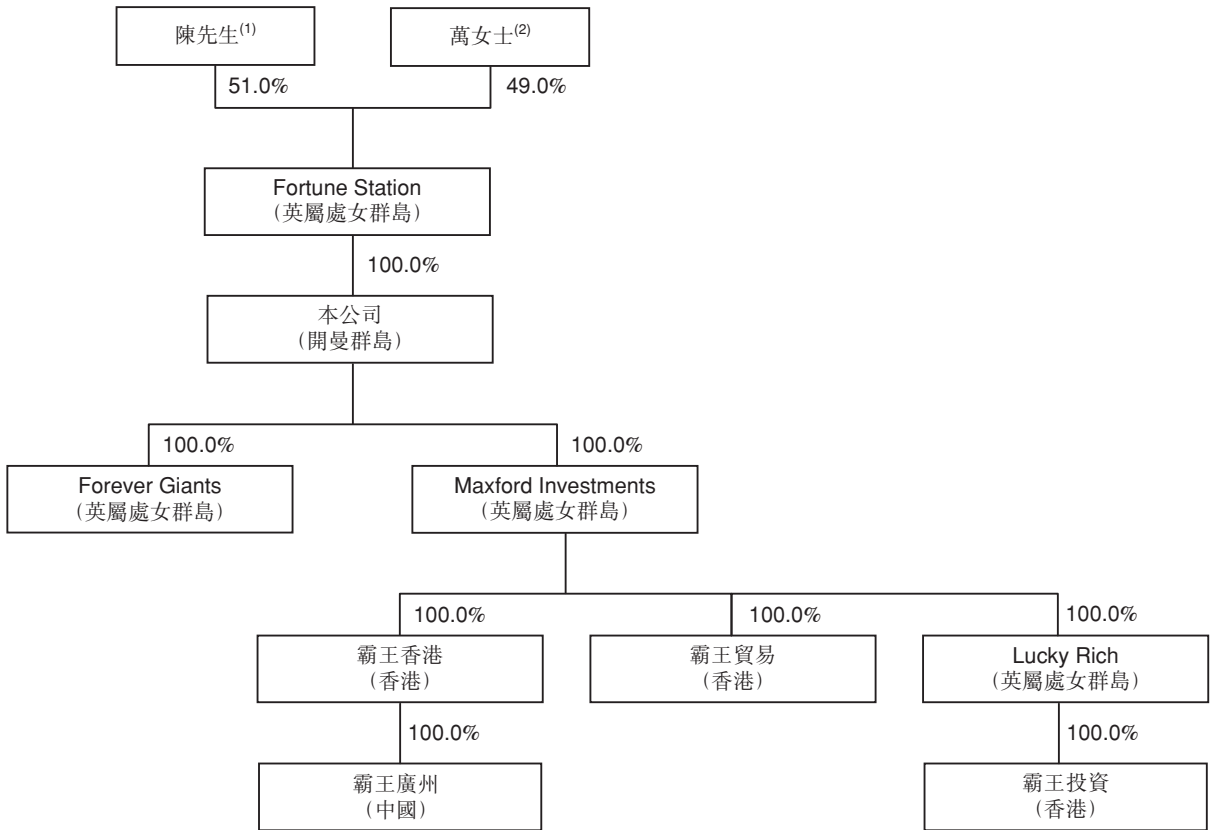 陳先生(1)
萬女士(2)
51.0%
49.0%
Fortune Station
(英屬處女群島)
100.0%
本公司
(開曼群島)
100.0%
100.0%
Forever Giants
(英屬處女群島)
Maxford Investments
(英屬處女群島)
100.0%
100.0%
100.0%
霸王香港
(香港)
霸王貿易
(香港)
Lucky Rich
(英屬處女群島)
100.0%
100.0%
霸王廣州
(中國)
霸王投資
(香港)